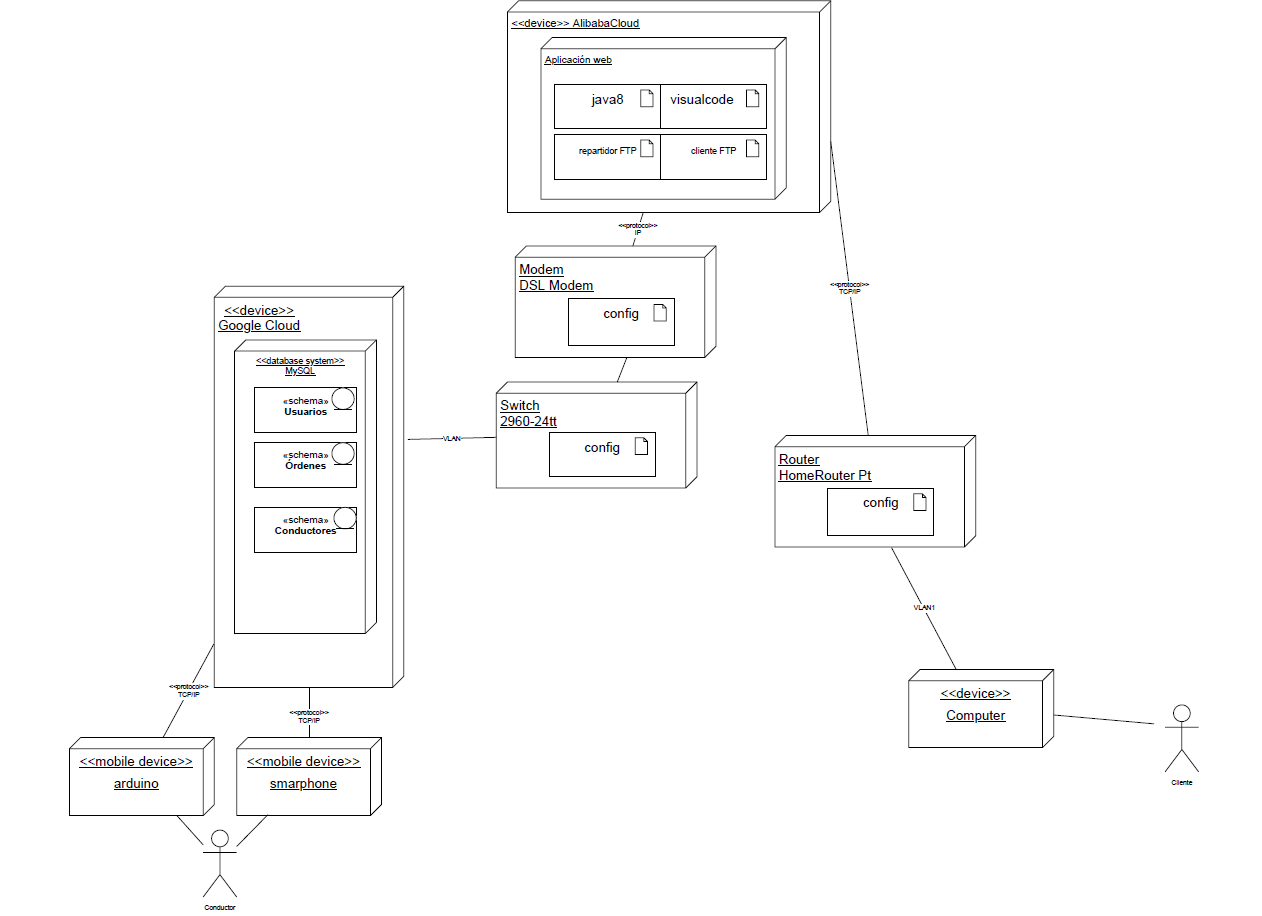 <<device>> AlibabaCloud
Aplicación web
java8
visualcode
repartidor FTP
cliente FTP
<<protocol>>
IP
Modem
DSL Modem
config
<<protocol>>
TCP/IP
<<device>>
Google Cloud
<<database system>>
MySQL
«schema»
Usuarios
«schema»
Órdenes
«schema»
Conductores
VLAN
Switch
2960-24tt
config
Router
HomeRouter Pt
config
VLAN1
<<protocol>>
TCP/IP
<<protocol>>
TCP/IP
<<device>>
Computer
Cliente
<<mobile device>>
arduino
<<mobile device>>
smarphone
Conductor